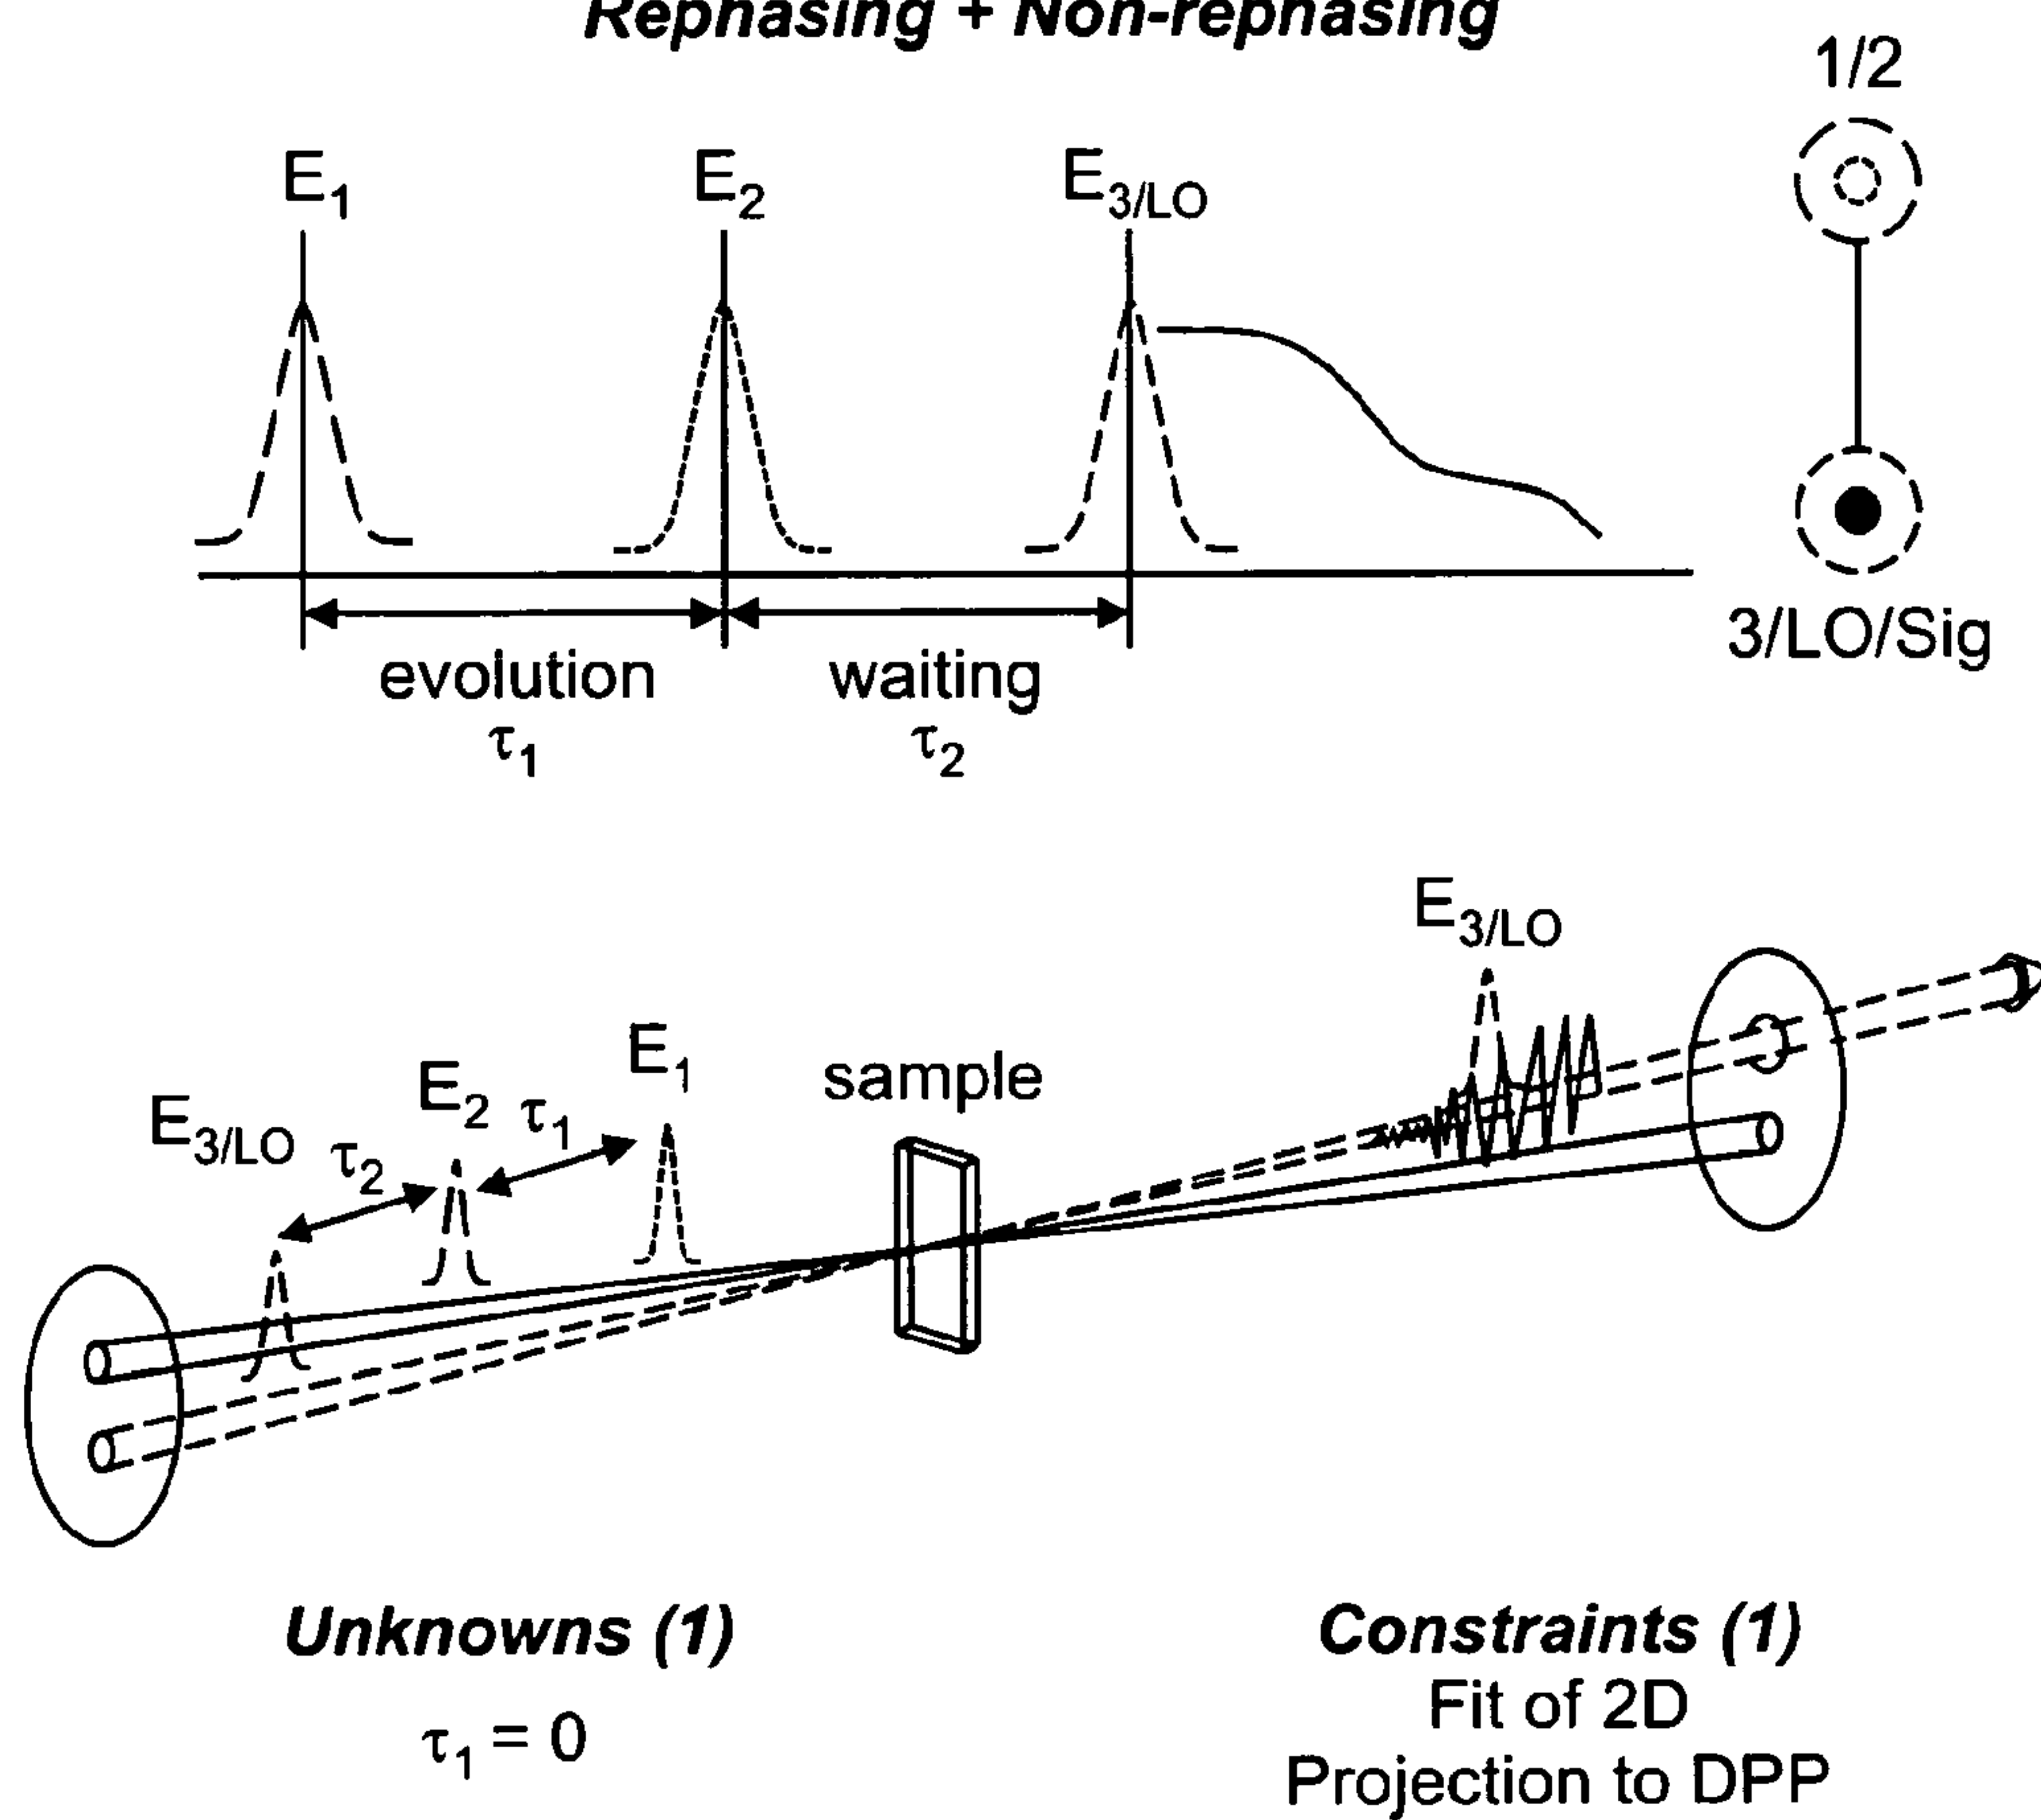 Rephasing + Non-rephasing
1/2
E1
E2
E3/LO
3/LO/Sig
evolution
τ1
waiting
τ2
E3/LO
E1
sample
E2
τ1
E3/LO
τ2
Unknowns (1)
τ1 = 0
Constraints (1)
Fit of 2D
Projection to DPP